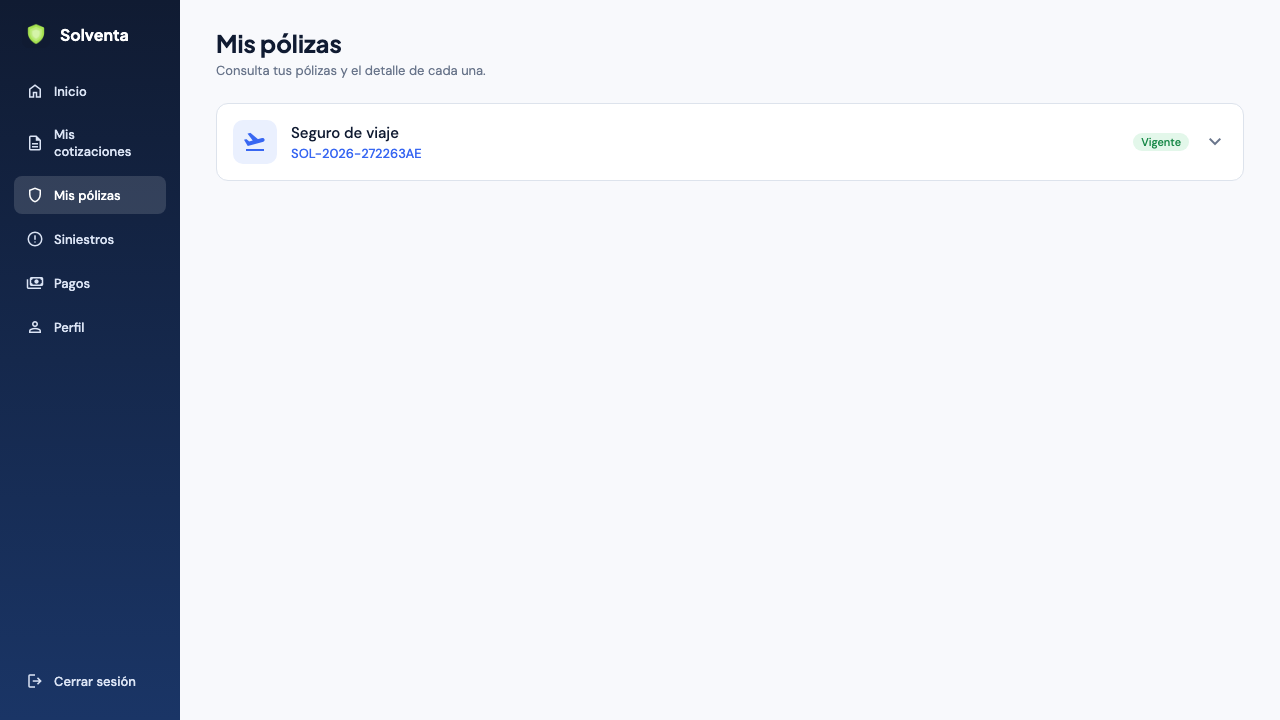 Solventa
Inicio
Mis
cotizaciones
Mis pólizas
Siniestros
Pagos
Perfil
Cerrar sesión
Mis pólizas
Consulta tus pólizas y el detalle de cada una.
Seguro de viaje
SOL-2026-272263AE
Vigente